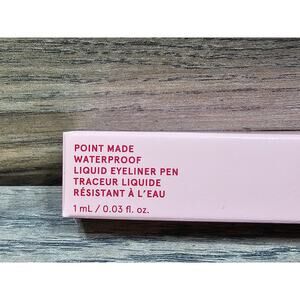 POINT MADE
WATERPROOF
LIQUID EYELINER PEN
TRACEUR LIQUIDE
RÉSISTANT À L'EAU
1 mL / 0.03 fl. oz.